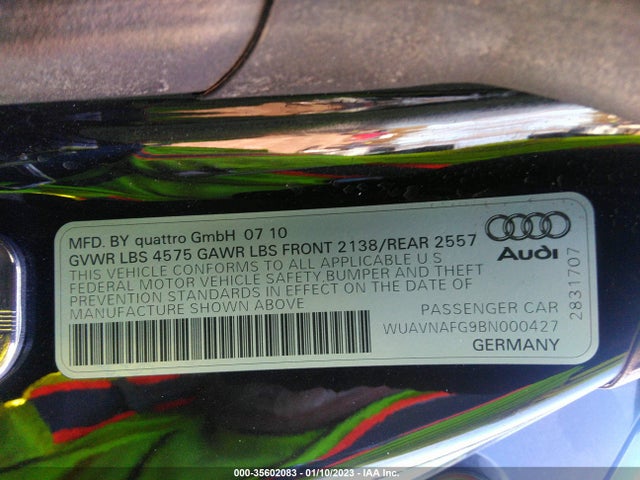 MFD. BY quattro GmbH 07 10
GVWR LBS 4575 GAWR LBS FRONT 2138/REAR 2557
THIS VEHICLE CONFORMS TO ALL APPLICABLE U S
FEDERAL MOTOR VEHICLE SAFETY,BUMPER AND THEFT
PREVENTION STANDARDS IN EFFECT ON THE DATE OF
MANUFACTURE SHOWN ABOVE
Audi
PASSENGER CAR
WUAVNAFG9BN000427
GERMANY
2831707
000-35602083 - 01/10/2023 - IAA Inc.